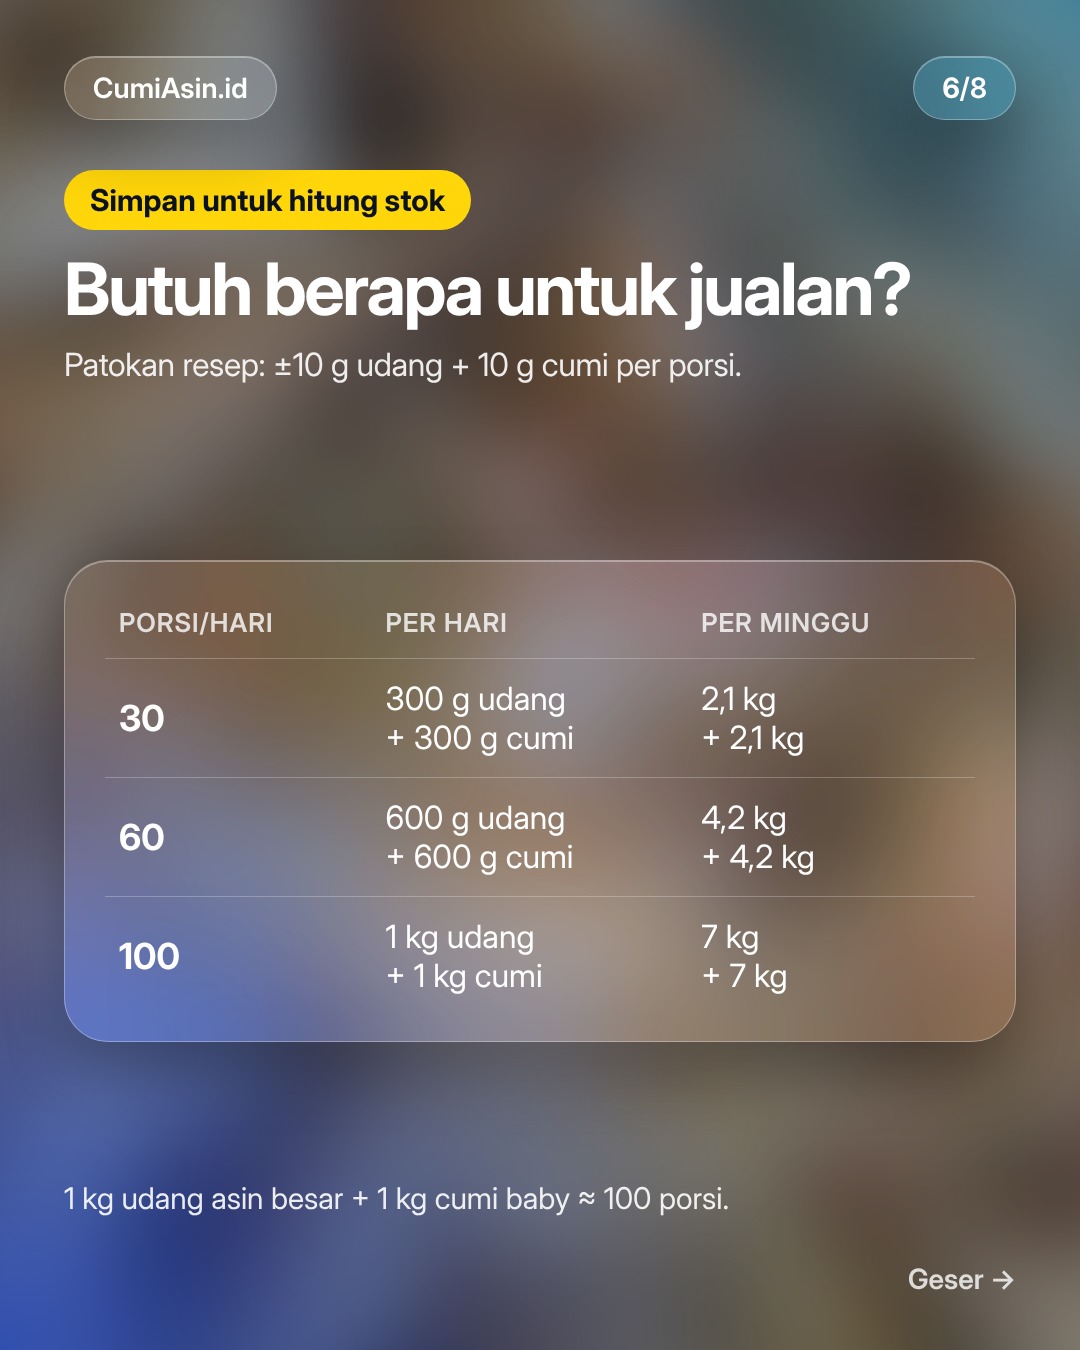 CumiAsin.id
6/8
Simpan untuk hitung stok
Butuh berapa untuk jualan?
Patokan resep: ±10 g udang + 10 g cumi per porsi.
PORSI/HARI PER HARI PER MINGGU
30
300 g udang
+ 300 g cumi
2,1 kg
+ 2,1 kg
60
600 g udang
+ 600 g cumi
4,2 kg
+ 4,2 kg
100
1 kg udang
+ 1 kg cumi
7 kg
+ 7 kg
1 kg udang asin besar + 1 kg cumi baby ≈ 100 porsi.
Geser →